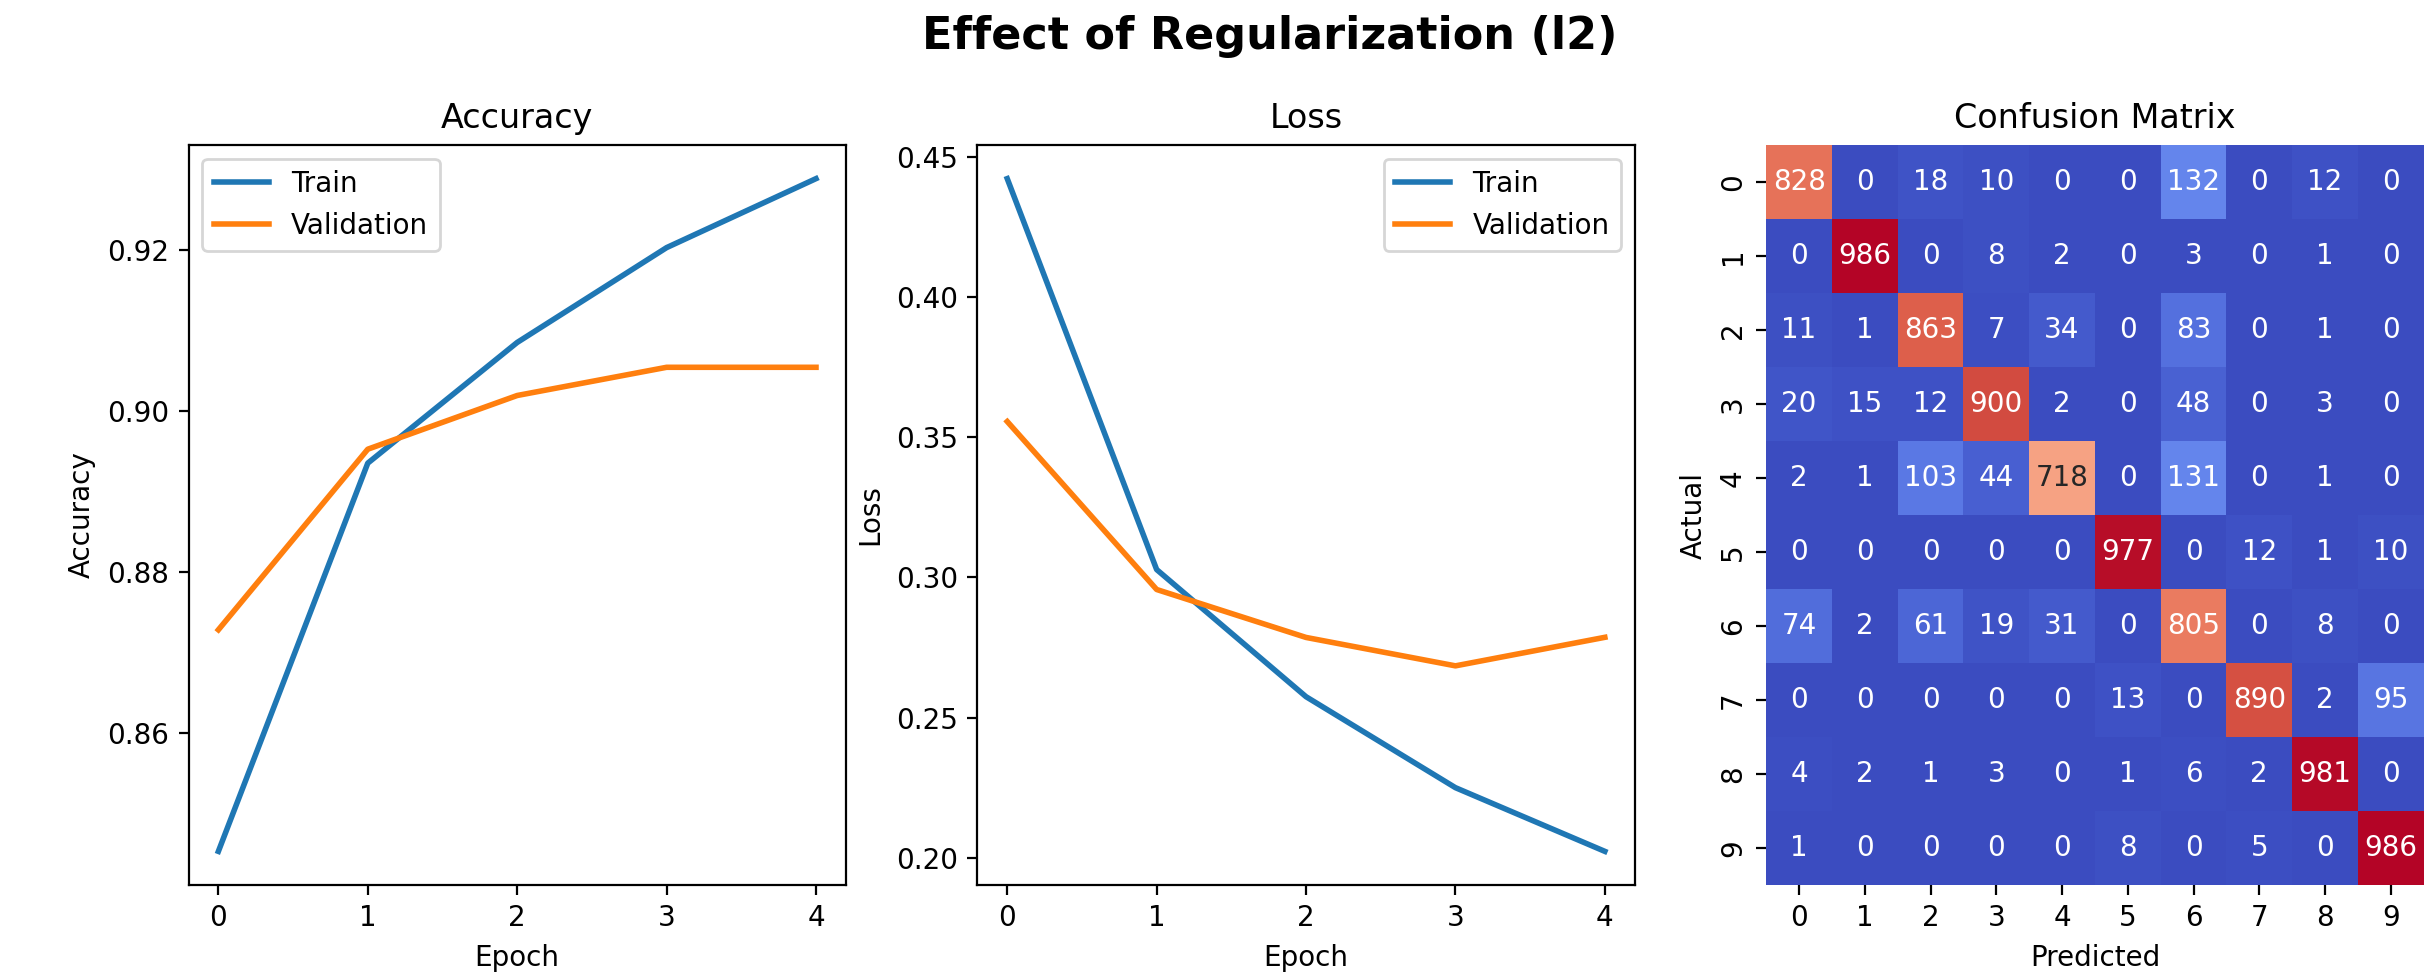 Effect of Regularization (l2)
Accuracy
Train
Validation
0.92
0.90
0.88
0.86
Accuracy
0 1 2 3 4
Epoch
Loss
Train
Validation
0.45
0.40
0.35
0.30
0.25
0.20
Loss
0 1 2 3 4
Epoch
Confusion Matrix
Actual
0 828 0 18 10 0 0 132 0 12 0
1 0 986 0 8 2 0 3 0 1 0
2 11 1 863 7 34 0 83 0 1 0
3 20 15 12 900 2 0 48 0 3 0
4 2 1 103 44 718 0 131 0 1 0
5 0 0 0 0 0 977 0 12 1 10
6 74 2 61 19 31 0 805 0 8 0
7 0 0 0 0 0 13 0 890 2 95
8 4 2 1 3 0 1 6 2 981 0
9 1 0 0 0 0 8 0 5 0 986
0 1 2 3 4 5 6 7 8 9
Predicted